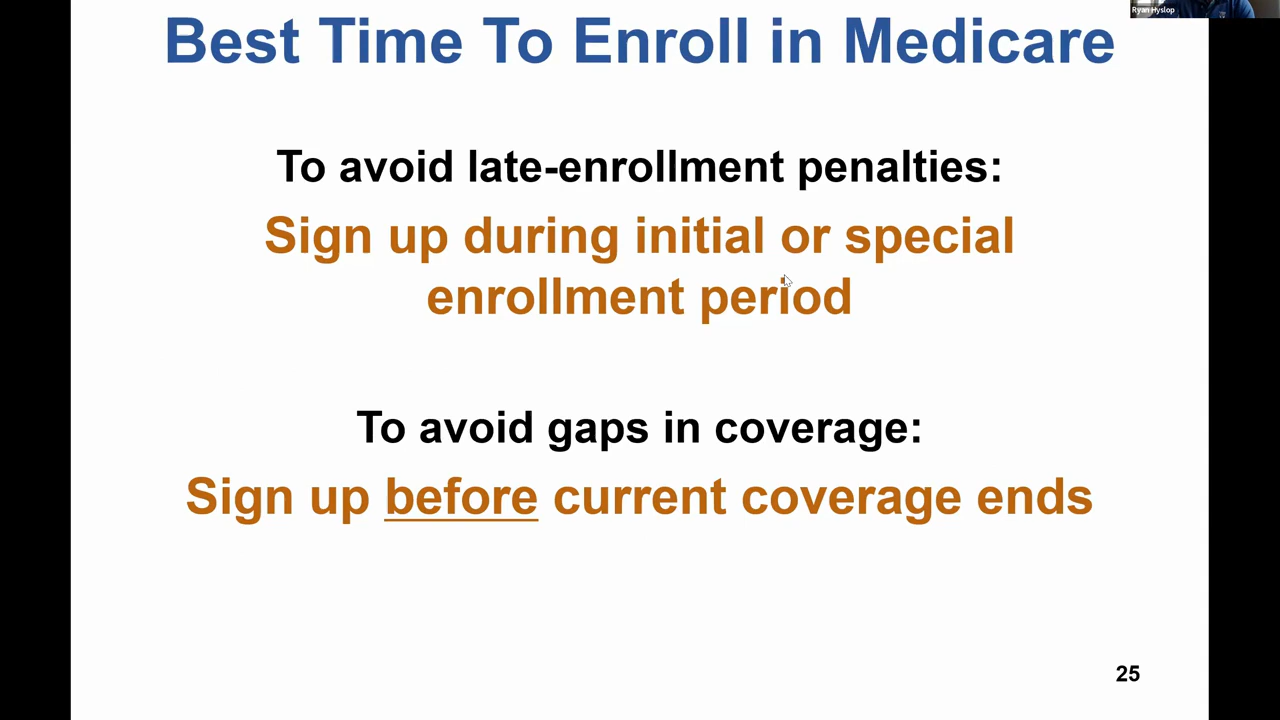 Ryan Hyslop
Best Time To Enroll in Medicare
To avoid late-enrollment penalties:
Sign up during initial or special
enrollment period
To avoid gaps in coverage:
Sign up before current coverage ends
25